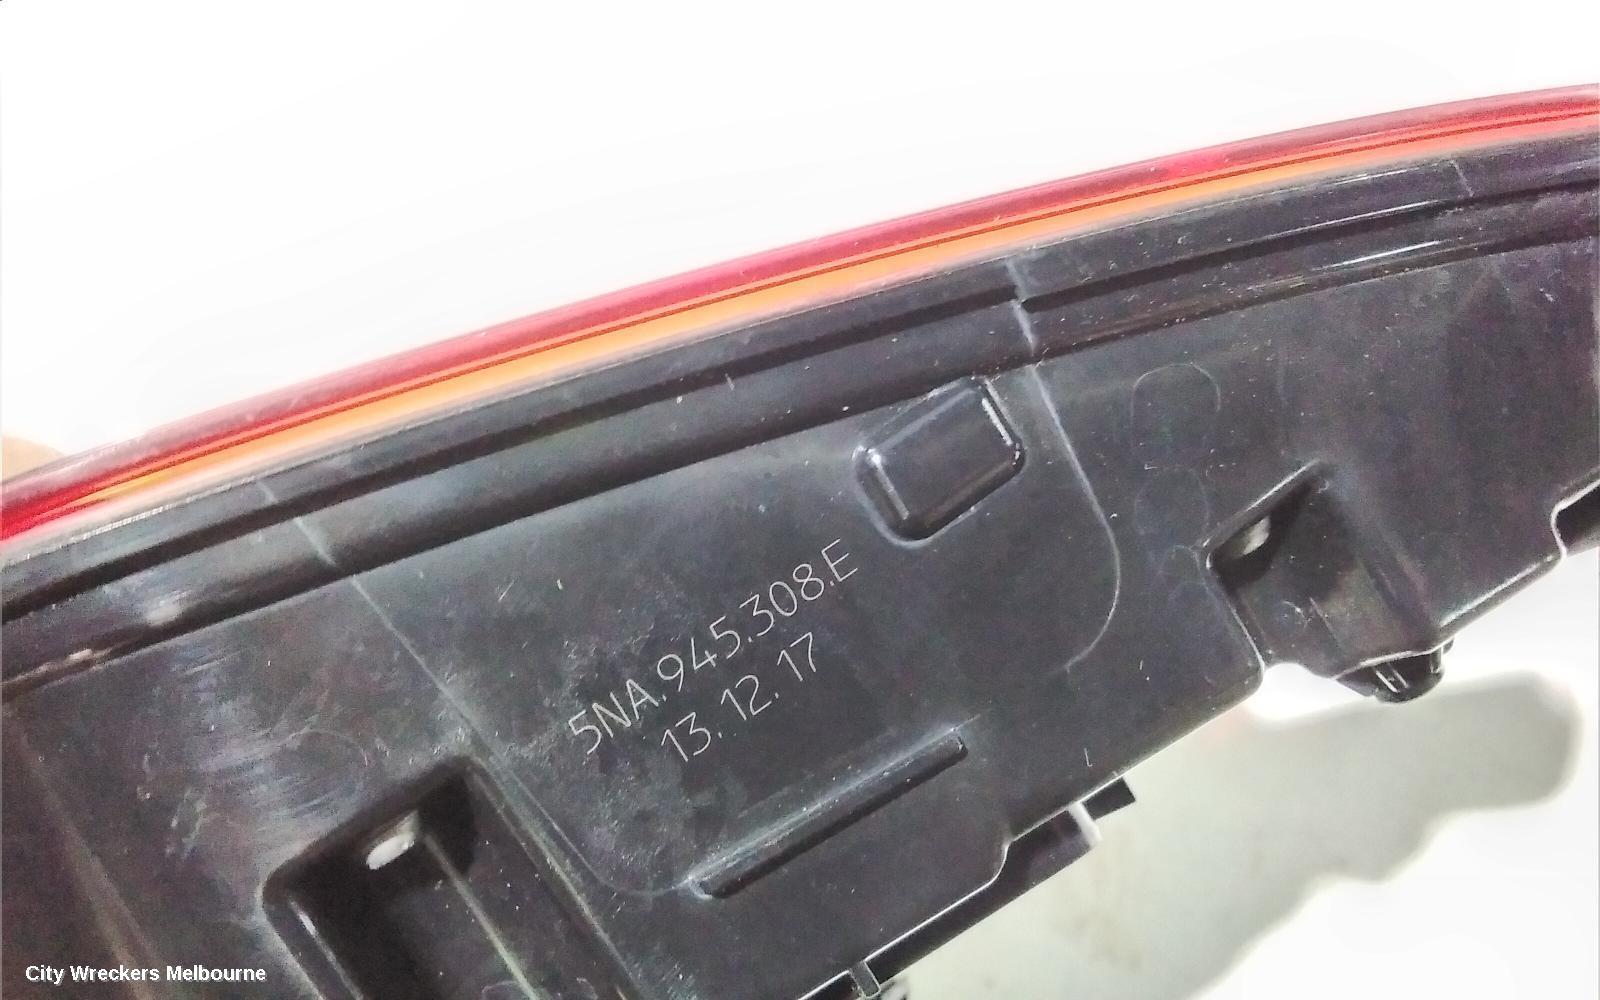 5NA.945.308.E
13.12.17
City Wreckers Melbourne